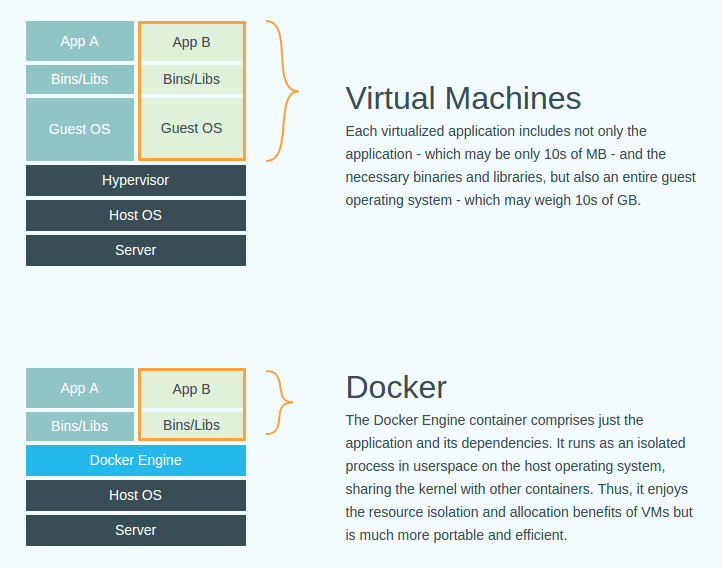 App A
App B
Bins/Libs
Bins/Libs
Guest OS
Guest OS
Hypervisor
Host OS
Server
Virtual Machines
Each virtualized application includes not only the
application - which may be only 10s of MB - and the
necessary binaries and libraries, but also an entire guest
operating system - which may weigh 10s of GB.
App A
App B
Bins/Libs
Bins/Libs
Docker Engine
Host OS
Server
Docker
The Docker Engine container comprises just the
application and its dependencies. It runs as an isolated
process in userspace on the host operating system,
sharing the kernel with other containers. Thus, it enjoys
the resource isolation and allocation benefits of VMs but
is much more portable and efficient.